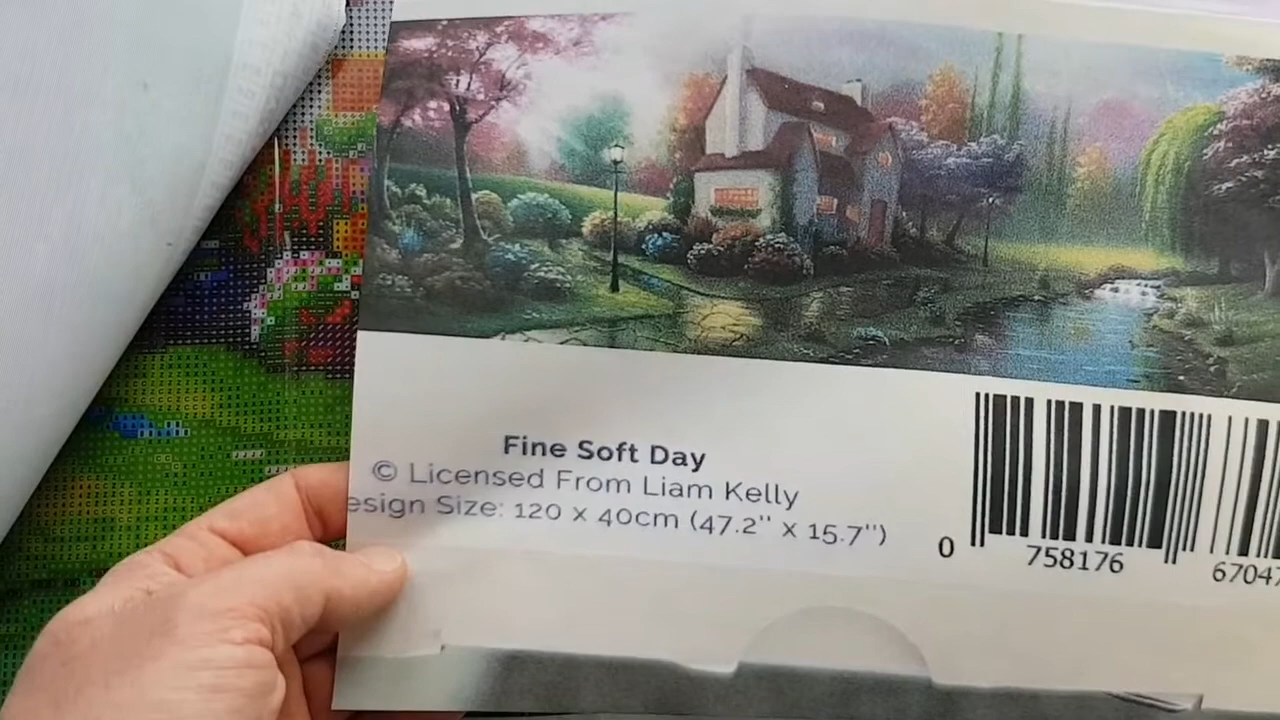 Fine Soft Day
© Licensed From Liam Kelly
esign Size: 120 x 40cm (47.2" x 15.7")
0 758176 6704